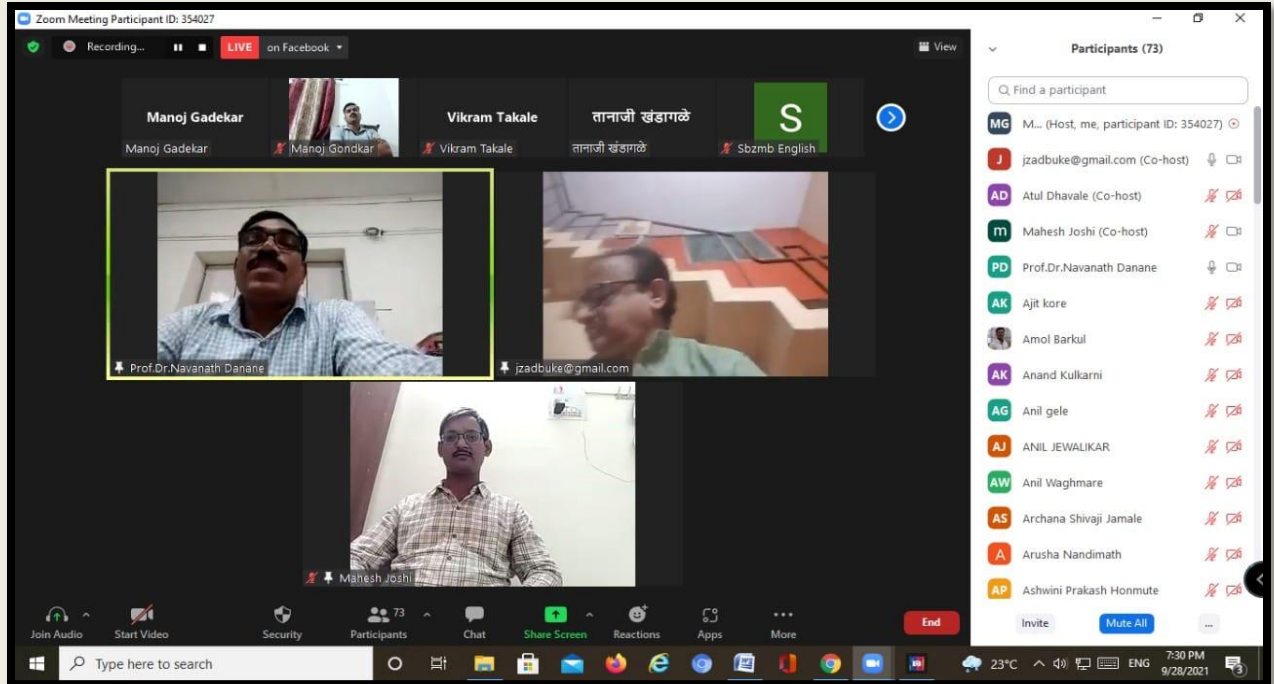 Zoom Meeting Participant ID: 354027
Recording... LIVE on Facebook View
Manoj Gadekar
Manoj Gadekar
Manoj Gondkar
Vikram Takale
Vikram Takale
तानाजी खंडागळे
तानाजी खंडागळे
S
Sbzmb English
Prof.Dr.Navanath Danane
jzadbuke@gmail.com
Mahesh Joshi
Join Audio
Start Video
Security
73
Participants
Chat
Share Screen
Reactions
Apps
More
End
Participants (73)
Find a participant
MG M... (Host, me, participant ID: 354027)
J jzadbuke@gmail.com (Co-host)
AD Atul Dhavale (Co-host)
m Mahesh Joshi (Co-host)
PD Prof.Dr.Navanath Danane
AK Ajit kore
Amol Barkul
AK Anand Kulkarni
AG Anil gele
AJ ANIL JEWALIKAR
AW Anil Waghmare
AS Archana Shivaji Jamale
A Arusha Nandimath
AP Ashwini Prakash Honmute
Invite Mute All ...
Type here to search
23°C ENG 7:30 PM
9/28/2021
3